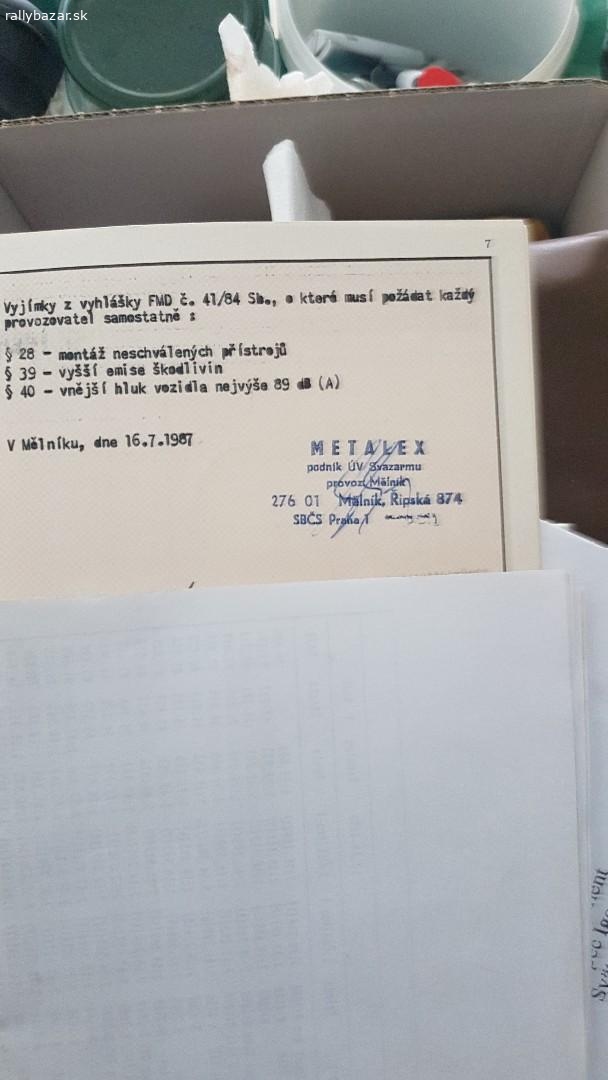 rallybazar.sk
7
Vyjímky z vyhlášky FMD č. 41/84 Sb., o které musí požádat každý
provozovatel samostatně :
§ 28 - montáž neschválených přístrojů
§ 39 - vyšší emise škodlivin
§ 40 - vnější hluk vozidla nejvýše 89 dB (A)
V Mělníku, dne 16.7.1987
METALEX
podnik ÚV Svazarmu
provoz Mělník
276 01 Mělník, Řípská 874
SBČS Praha 1